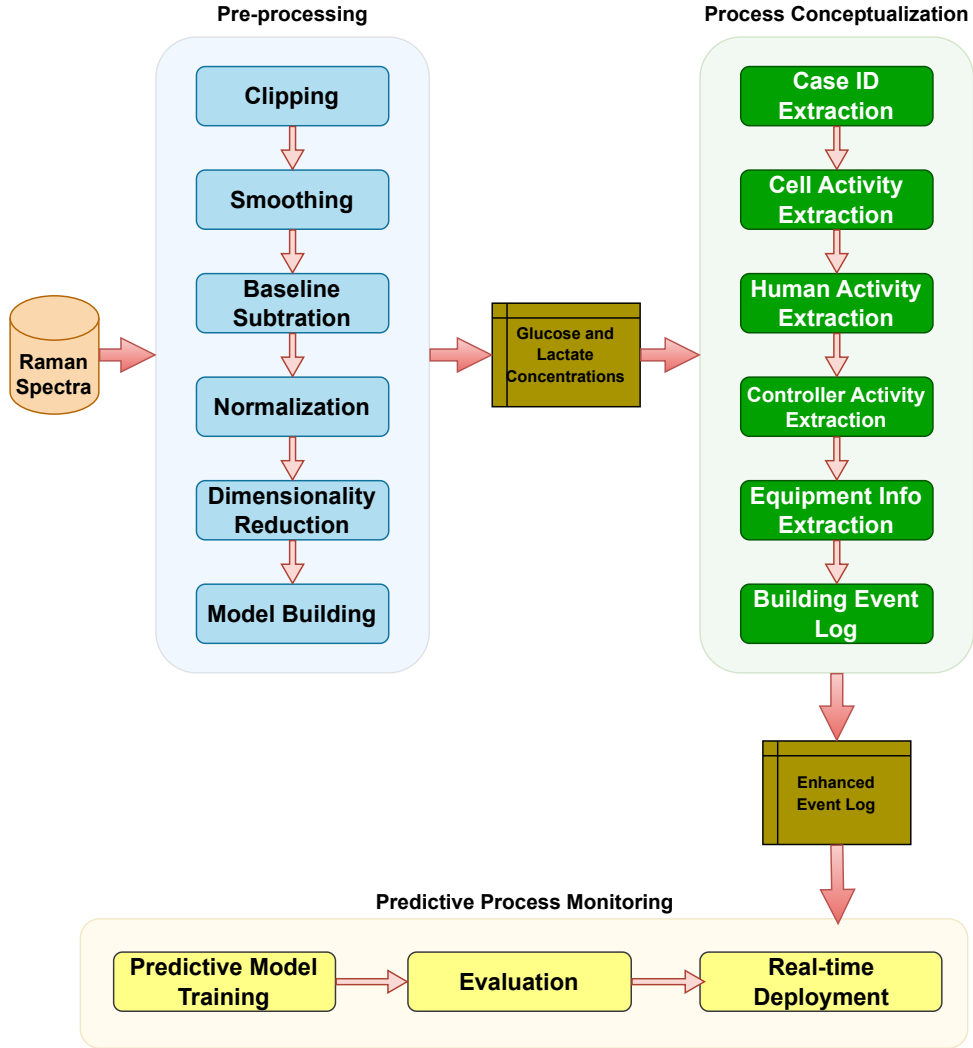 Pre-processing
Clipping
Smoothing
Baseline
Subtration
Normalization
Dimensionality
Reduction
Model Building
Raman
Spectra
Glucose and
Lactate
Concentrations
Process Conceptualization
Case ID
Extraction
Cell Activity
Extraction
Human Activity
Extraction
Controller Activity
Extraction
Equipment Info
Extraction
Building Event
Log
Enhanced
Event Log
Predictive Process Monitoring
Predictive Model
Training
Evaluation
Real-time
Deployment